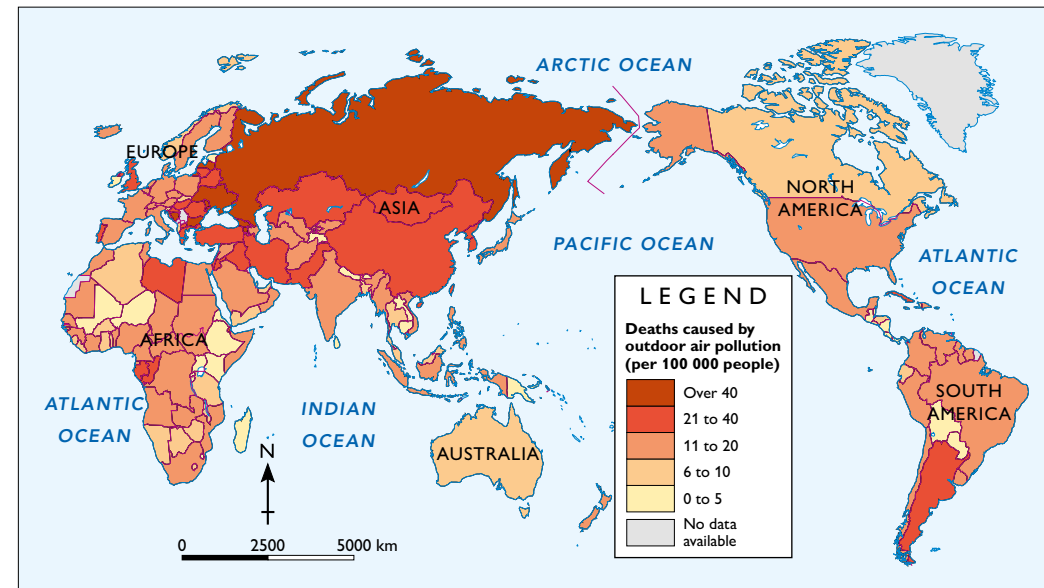 ARCTIC OCEAN
EUROPE
ASIA
NORTH
AMERICA
PACIFIC OCEAN
ATLANTIC
OCEAN
AFRICA
ATLANTIC
OCEAN
INDIAN
OCEAN
AUSTRALIA
SOUTH
AMERICA
N
0 2500 5000 km
LEGEND
Deaths caused by
outdoor air pollution
(per 100 000 people)
Over 40
21 to 40
11 to 20
6 to 10
0 to 5
No data
available